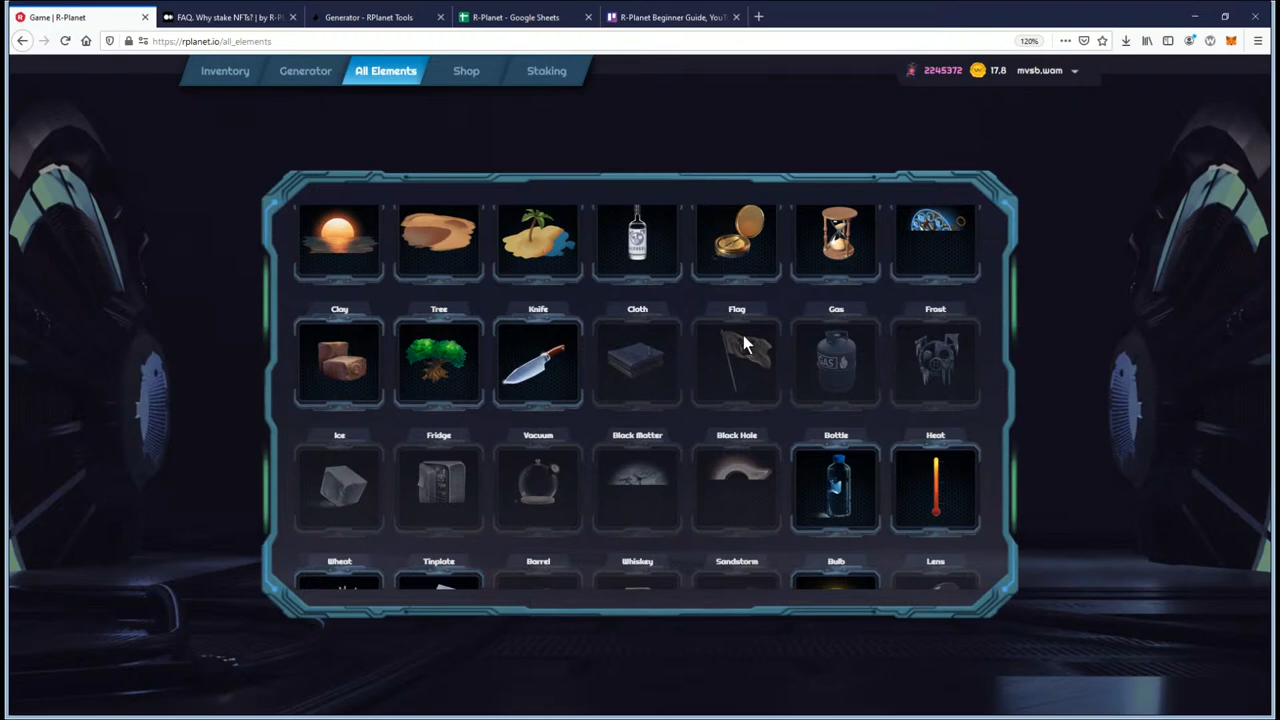 Game | R-Planet
FAQ. Why stake NFTs? | by R-Pl
Generator - RPlanet Tools
R-Planet - Google Sheets
R-Planet Beginner Guide, YouT
https://rplanet.io/all_elements
120%
Inventory
Generator
All Elements
Shop
Staking
2245372
17.8
mvsb.wam
Clay
Tree
Knife
Cloth
Flag
Gas
Frost
GAS
Ice
Fridge
Vacuum
Black Matter
Black Hole
Bottle
Heat
Wheat
Tinplate
Barrel
Whiskey
Sandstorm
Bulb
Lens